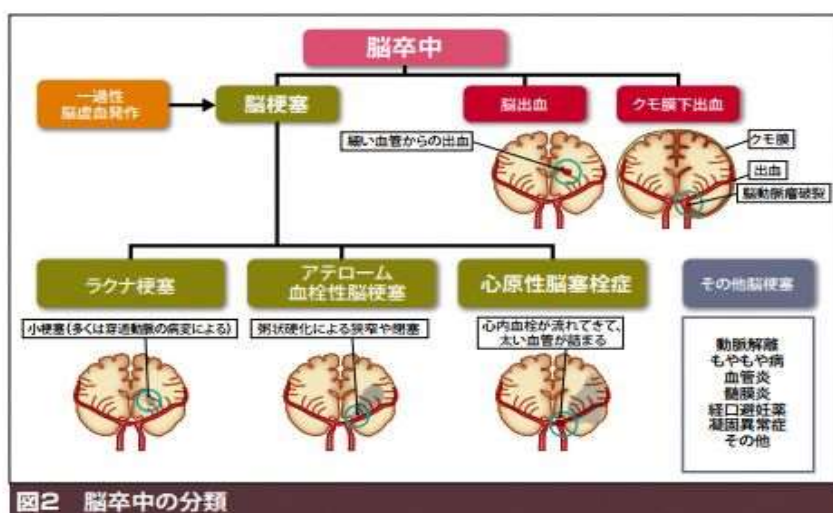 脳卒中
一過性
脳虚血発作
脳梗塞
脳出血
クモ膜下出血
細い血管からの出血
クモ膜
出血
脳動脈瘤破裂
ラクナ梗塞
アテローム
血栓性脳梗塞
心原性脳塞栓症
その他脳梗塞
小梗塞(多くは穿通動脈の病変による)
粥状硬化による狭窄や閉塞
心内血栓が流れてきて、
太い血管が詰まる
動脈解離
もやもや病
血管炎
髄膜炎
経口避妊薬
凝固異常症
その他
図2 脳卒中の分類